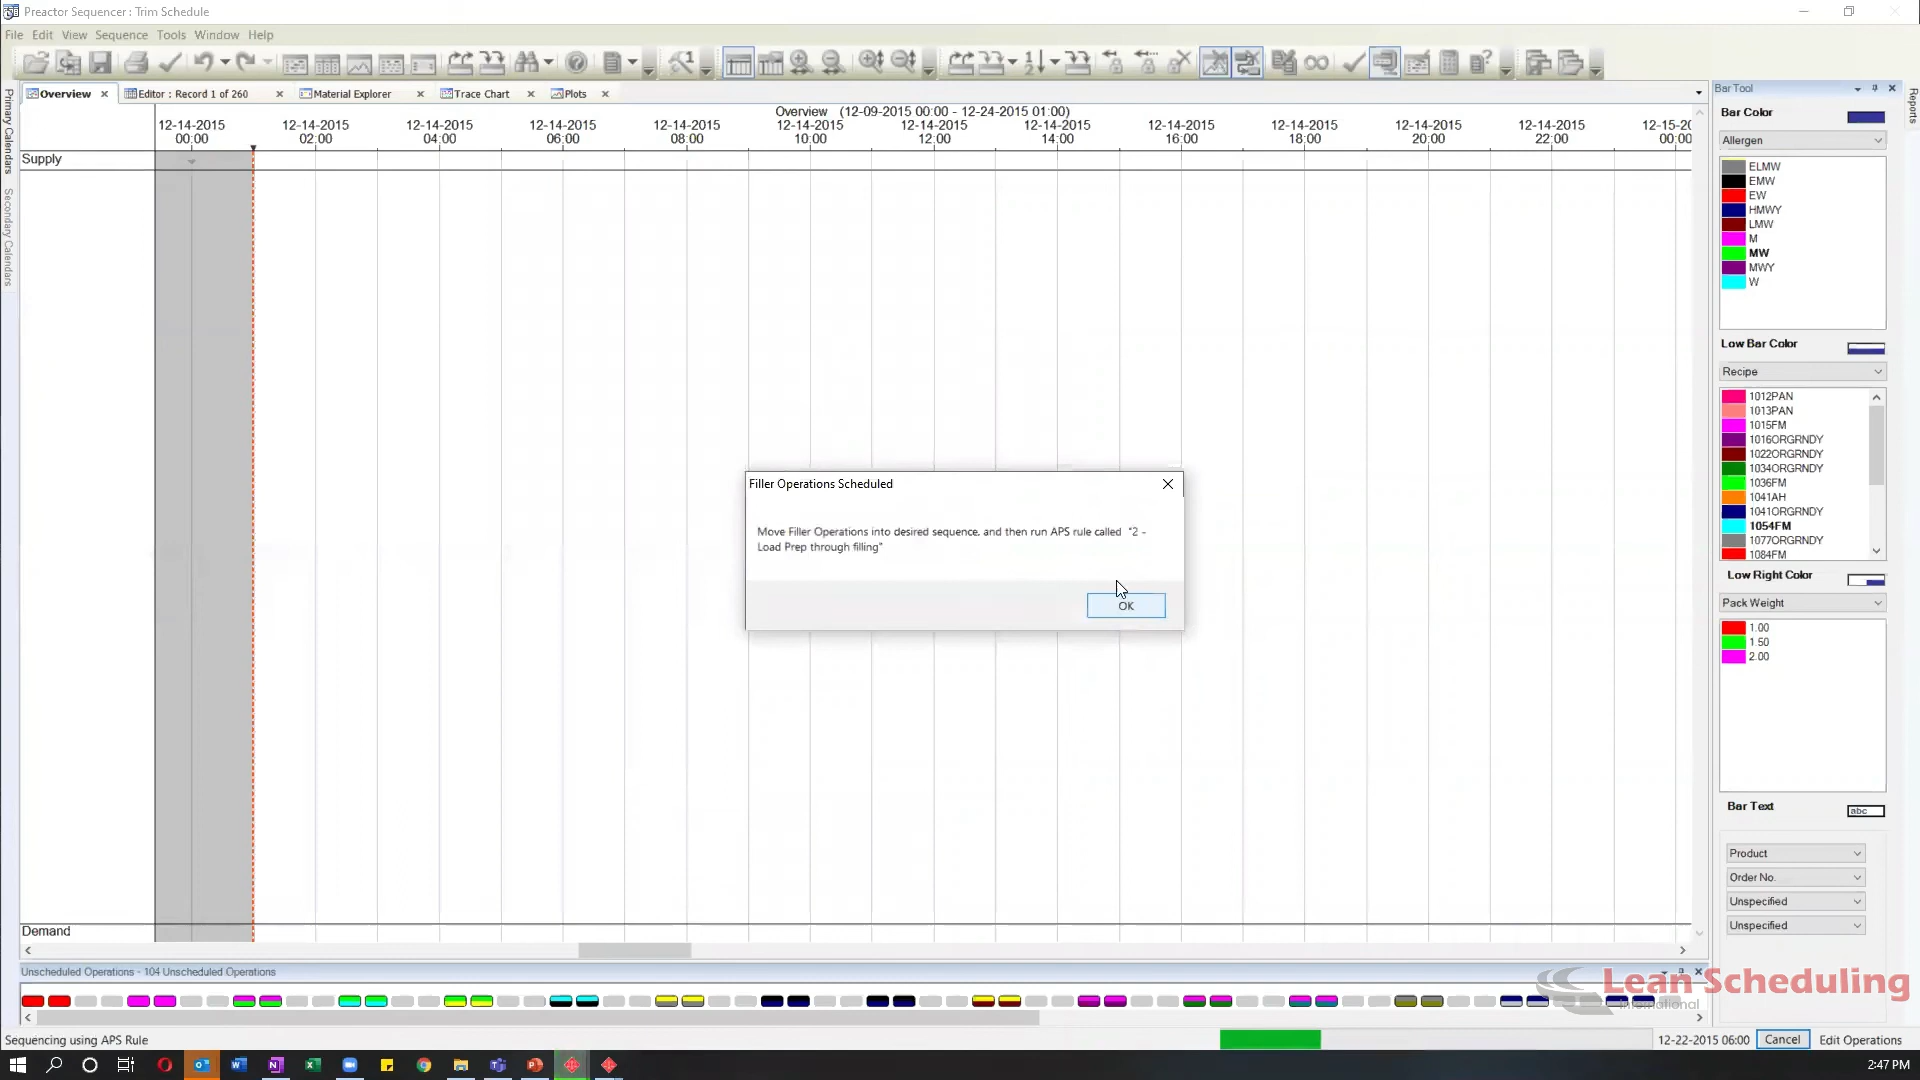 Preactor Sequencer : Trim Schedule
File Edit View Sequence Tools Window Help
Overview
Editor : Record 1 of 260
Material Explorer
Trace Chart
Plots
Primary Calendars
Secondary Calendars
Overview (12-09-2015 00:00 - 12-24-2015 01:00)
12-14-2015 12-14-2015 12-14-2015 12-14-2015 12-14-2015 12-14-2015 12-14-2015 12-14-2015 12-14-2015 12-14-2015 12-14-2015 12-14-2015 12-15-20
00:00 02:00 04:00 06:00 08:00 10:00 12:00 14:00 16:00 18:00 20:00 22:00 00:00
Supply
Filler Operations Scheduled
Move Filler Operations into desired sequence, and then run APS rule called "2 -
Load Prep through filling"
OK
Demand
Unscheduled Operations - 104 Unscheduled Operations
Sequencing using APS Rule
Bar Tool
Reports
Bar Color
Allergen
ELMW
EMW
EW
HMWY
LMW
M
MW
MWY
W
Low Bar Color
Recipe
1012PAN
1013PAN
1015FM
1016ORGRNDY
1022ORGRNDY
1034ORGRNDY
1036FM
1041AH
1041ORGRNDY
1054FM
1077ORGRNDY
1084FM
Low Right Color
Pack Weight
1.00
1.50
2.00
Bar Text
abc
Product
Order No.
Unspecified
Unspecified
Lean Scheduling
International
12-22-2015 06:00
Cancel
Edit Operations
2:47 PM